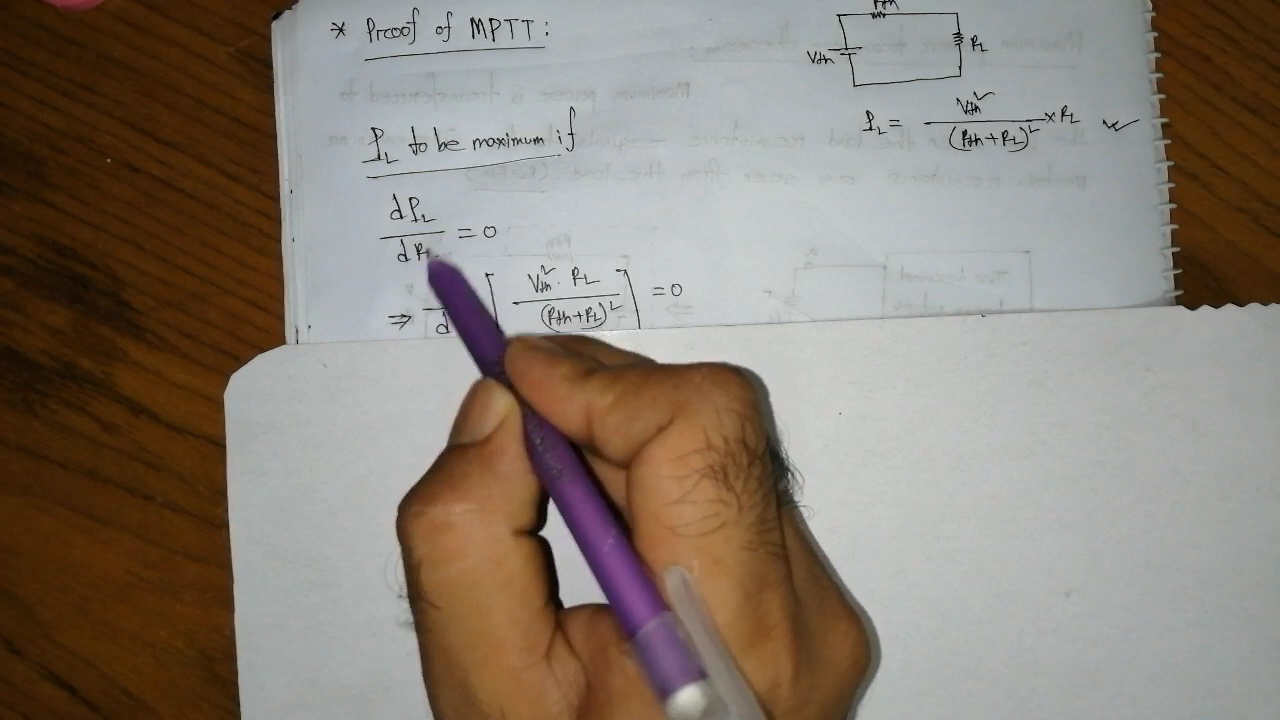 * Proof of MPTT:
Rth
Vth
RL
PL = Vth² / (Rth+RL)² × RL
PL to be maximum if
dPL / dRL = 0
⇒ d [ Vth² · RL / (Rth+RL)² ] = 0